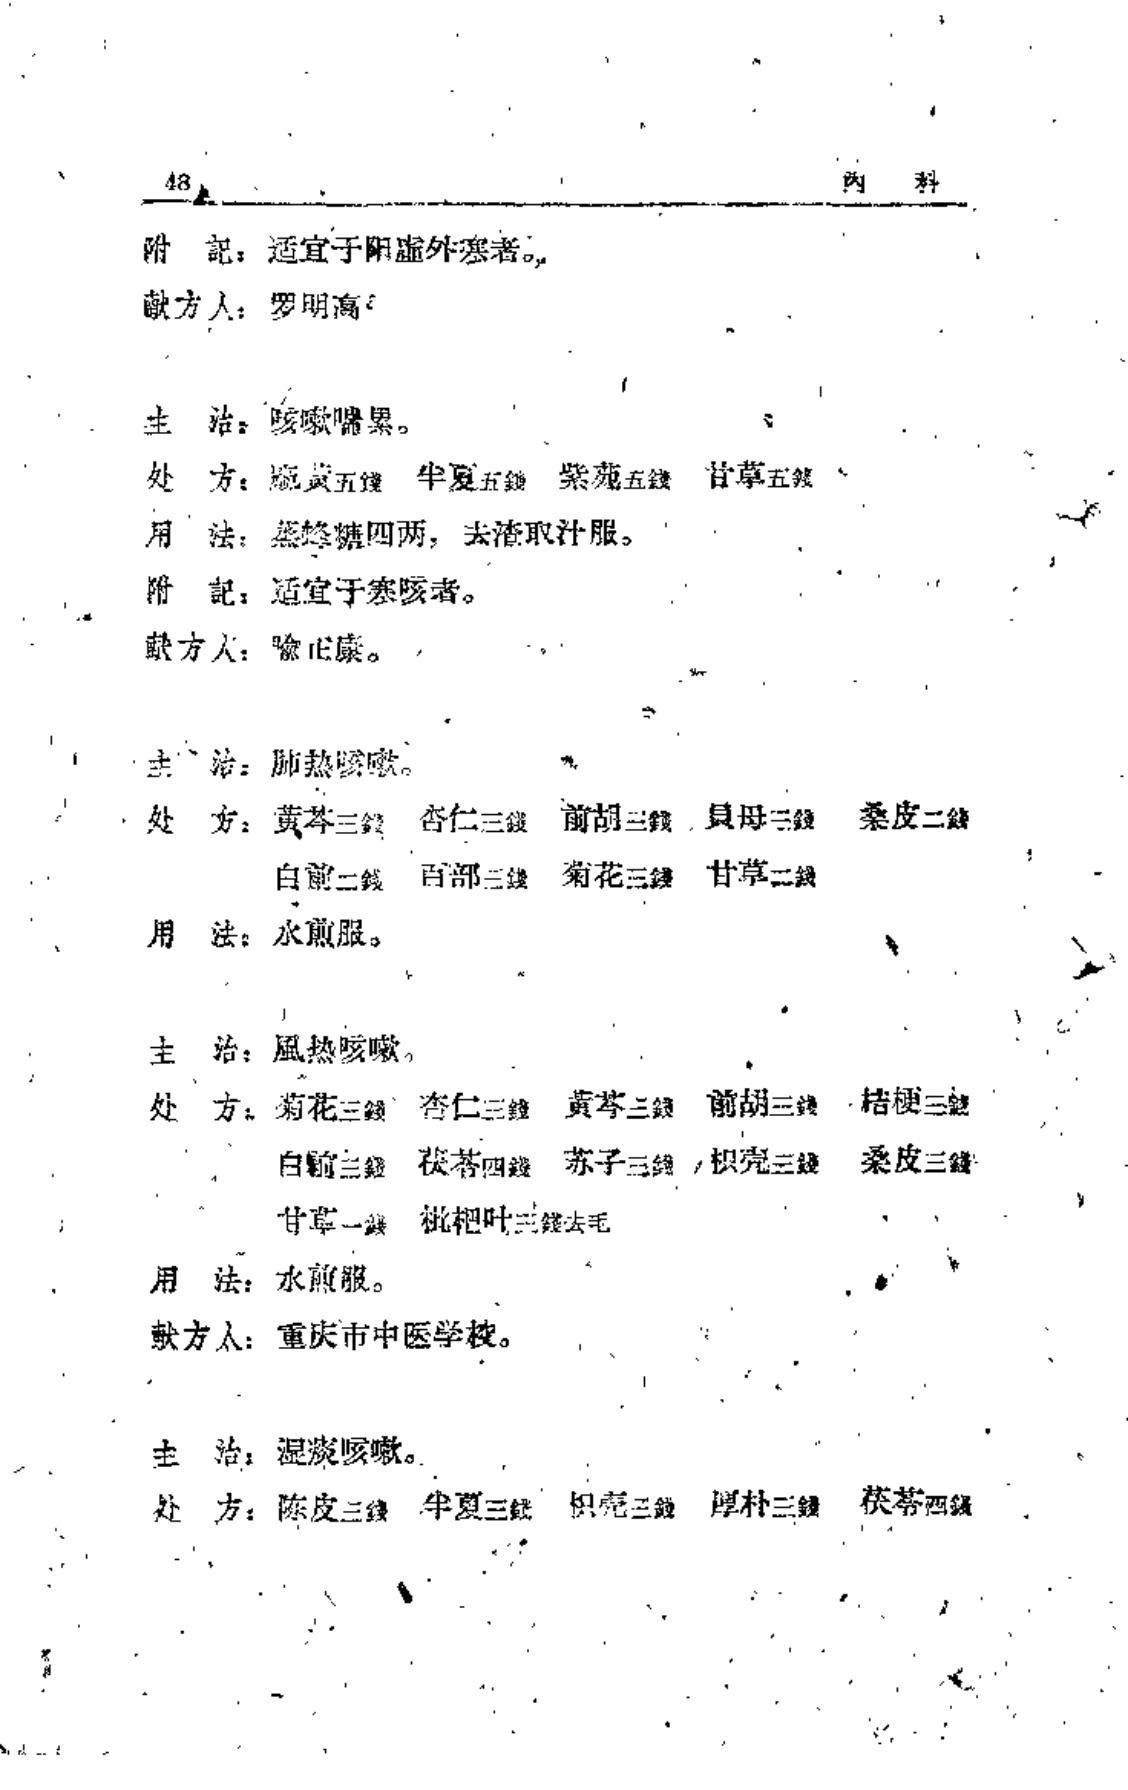 48 内 科
附 記：适宜于阳虛外寒者。
献方人：罗明高
主 治：咳嗽喘累。
处 方：麻黄五錢 半夏五錢 紫菀五錢 甘草五錢
用 法：蒸蜂糖四两，去渣取汁服。
附 記：适宜于寒咳者。
献方人：喻正康。
主 治：肺热咳嗽。
处 方：黄芩三錢 杏仁三錢 前胡三錢 貝母三錢 桑皮二錢
白前二錢 百部三錢 菊花三錢 甘草二錢
用 法：水煎服。
主 治：風热咳嗽。
处 方：菊花三錢 杏仁三錢 黄芩三錢 前胡三錢 桔梗三錢
白前三錢 茯苓四錢 苏子三錢 枳壳三錢 桑皮三錢
甘草一錢 枇杷叶三錢去毛
用 法：水煎服。
献方人：重庆市中医学校。
主 治：湿痰咳嗽。
处 方：陈皮三錢 半夏三錢 枳壳三錢 厚朴三錢 茯苓四錢